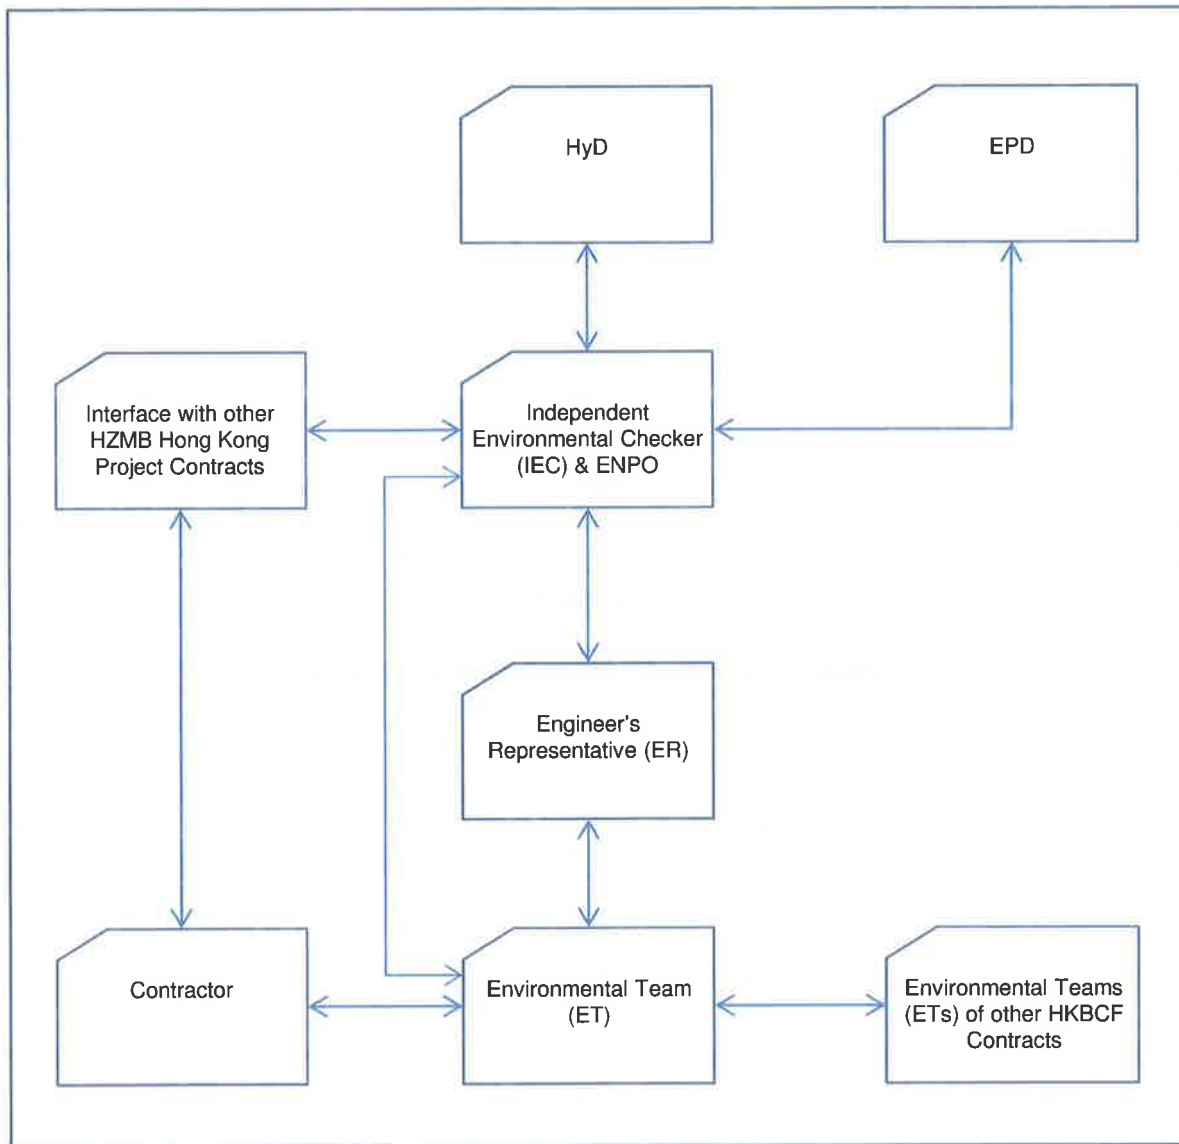 HyD
EPD
Interface with other
HZMB Hong Kong
Project Contracts
Independent
Environmental Checker
(IEC) & ENPO
Engineer's
Representative (ER)
Contractor
Environmental Team
(ET)
Environmental Teams
(ETs) of other HKBCF
Contracts